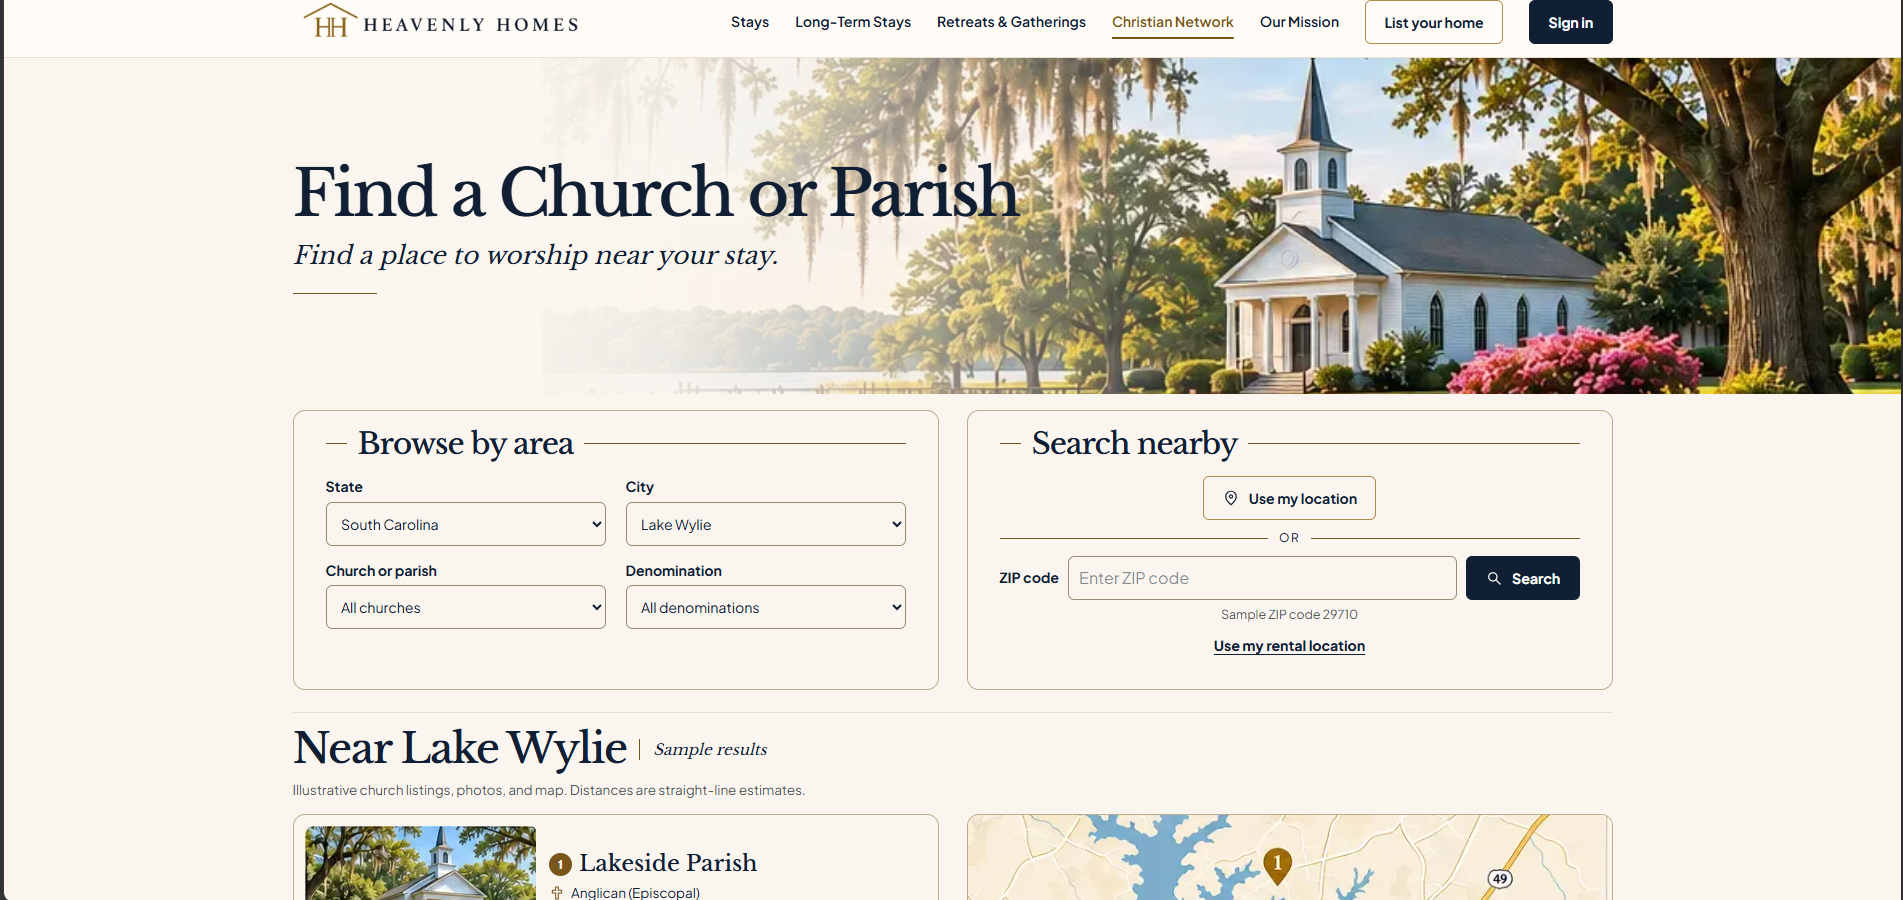 HH HEAVENLY HOMES
Stays Long-Term Stays Retreats & Gatherings Christian Network Our Mission List your home Sign in
Find a Church or Parish
Find a place to worship near your stay.
Browse by area
State City
South Carolina Lake Wylie
Church or parish Denomination
All churches All denominations
Search nearby
Use my location
OR
ZIP code Enter ZIP code Search
Sample ZIP code 29710
Use my rental location
Near Lake Wylie Sample results
Illustrative church listings, photos, and map. Distances are straight-line estimates.
1 Lakeside Parish
Anglican (Episcopal)
1
49